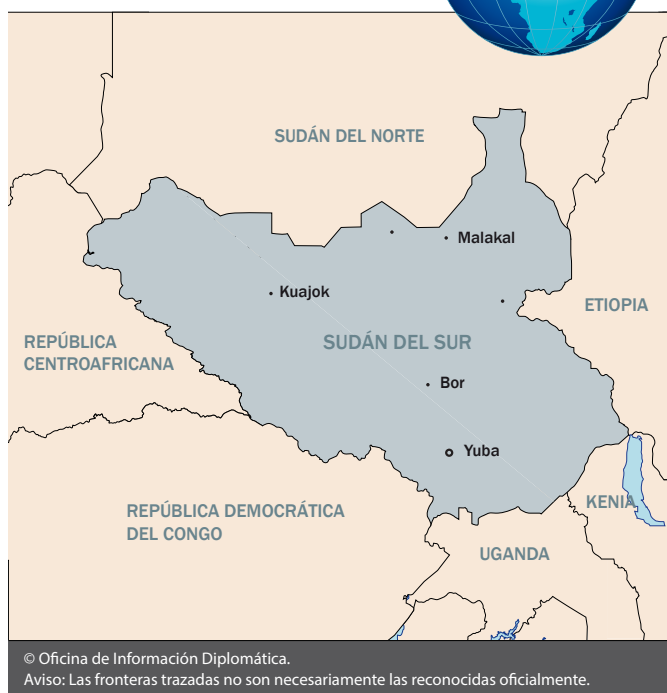 SUDÁN DEL NORTE
Malakal
Kuajok
ETIOPIA
REPÚBLICA
CENTROAFRICANA
SUDÁN DEL SUR
Bor
Yuba
KENIA
REPÚBLICA DEMOCRÁTICA
DEL CONGO
UGANDA
© Oficina de Información Diplomática.
Aviso: Las fronteras trazadas no son necesariamente las reconocidas oficialmente.